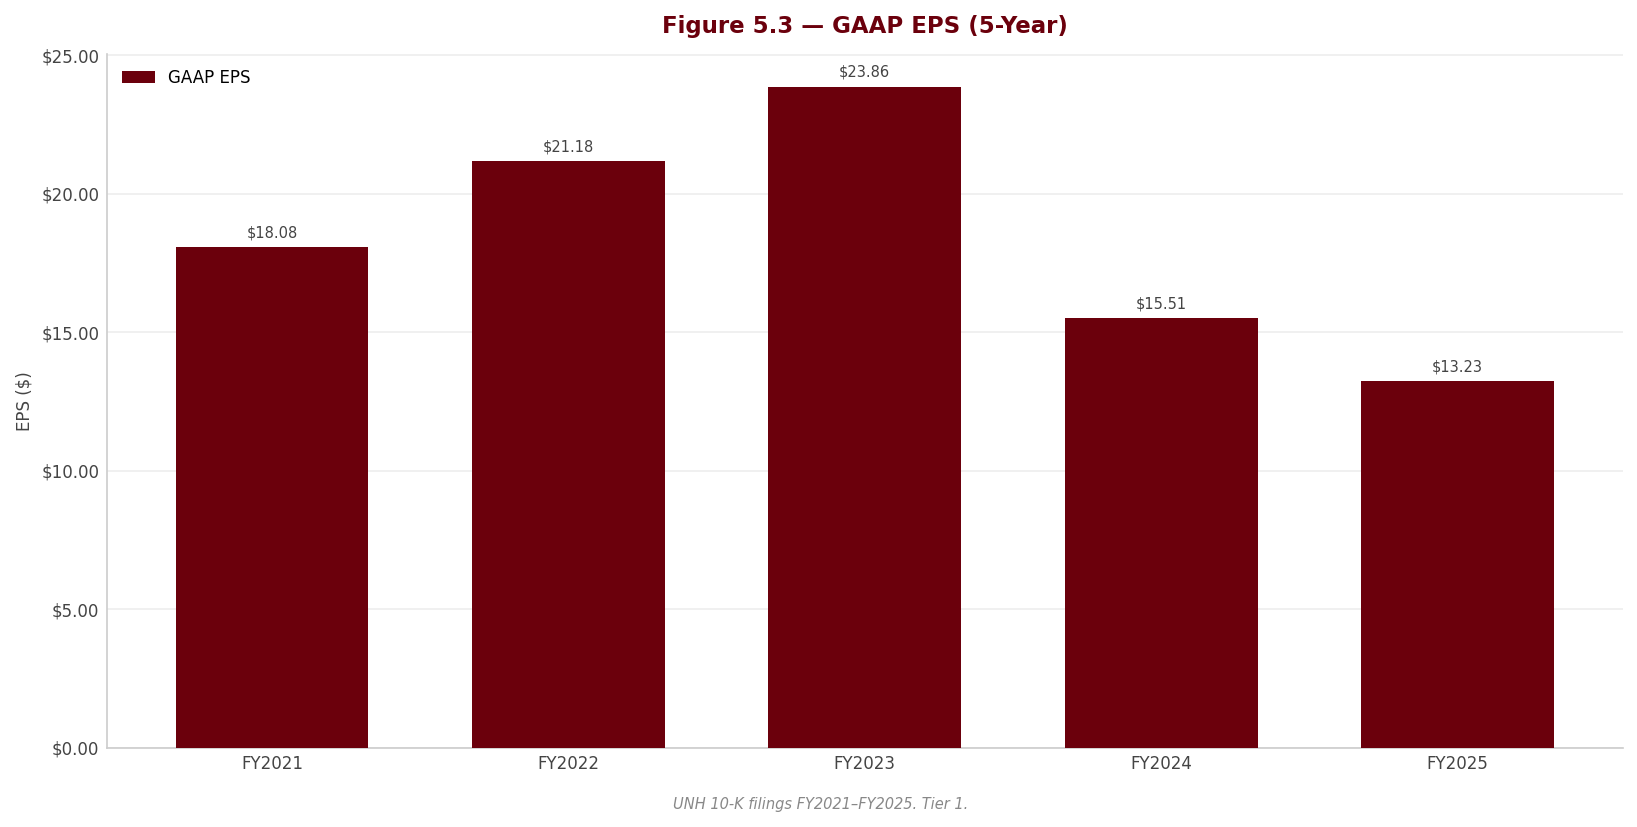 Figure 5.3 — GAAP EPS (5-Year)
$25.00
GAAP EPS
$23.86
$21.18
$20.00
$18.08
$15.51
$15.00
$13.23
EPS ($)
$10.00
$5.00
$0.00
FY2021 FY2022 FY2023 FY2024 FY2025
UNH 10-K filings FY2021–FY2025. Tier 1.